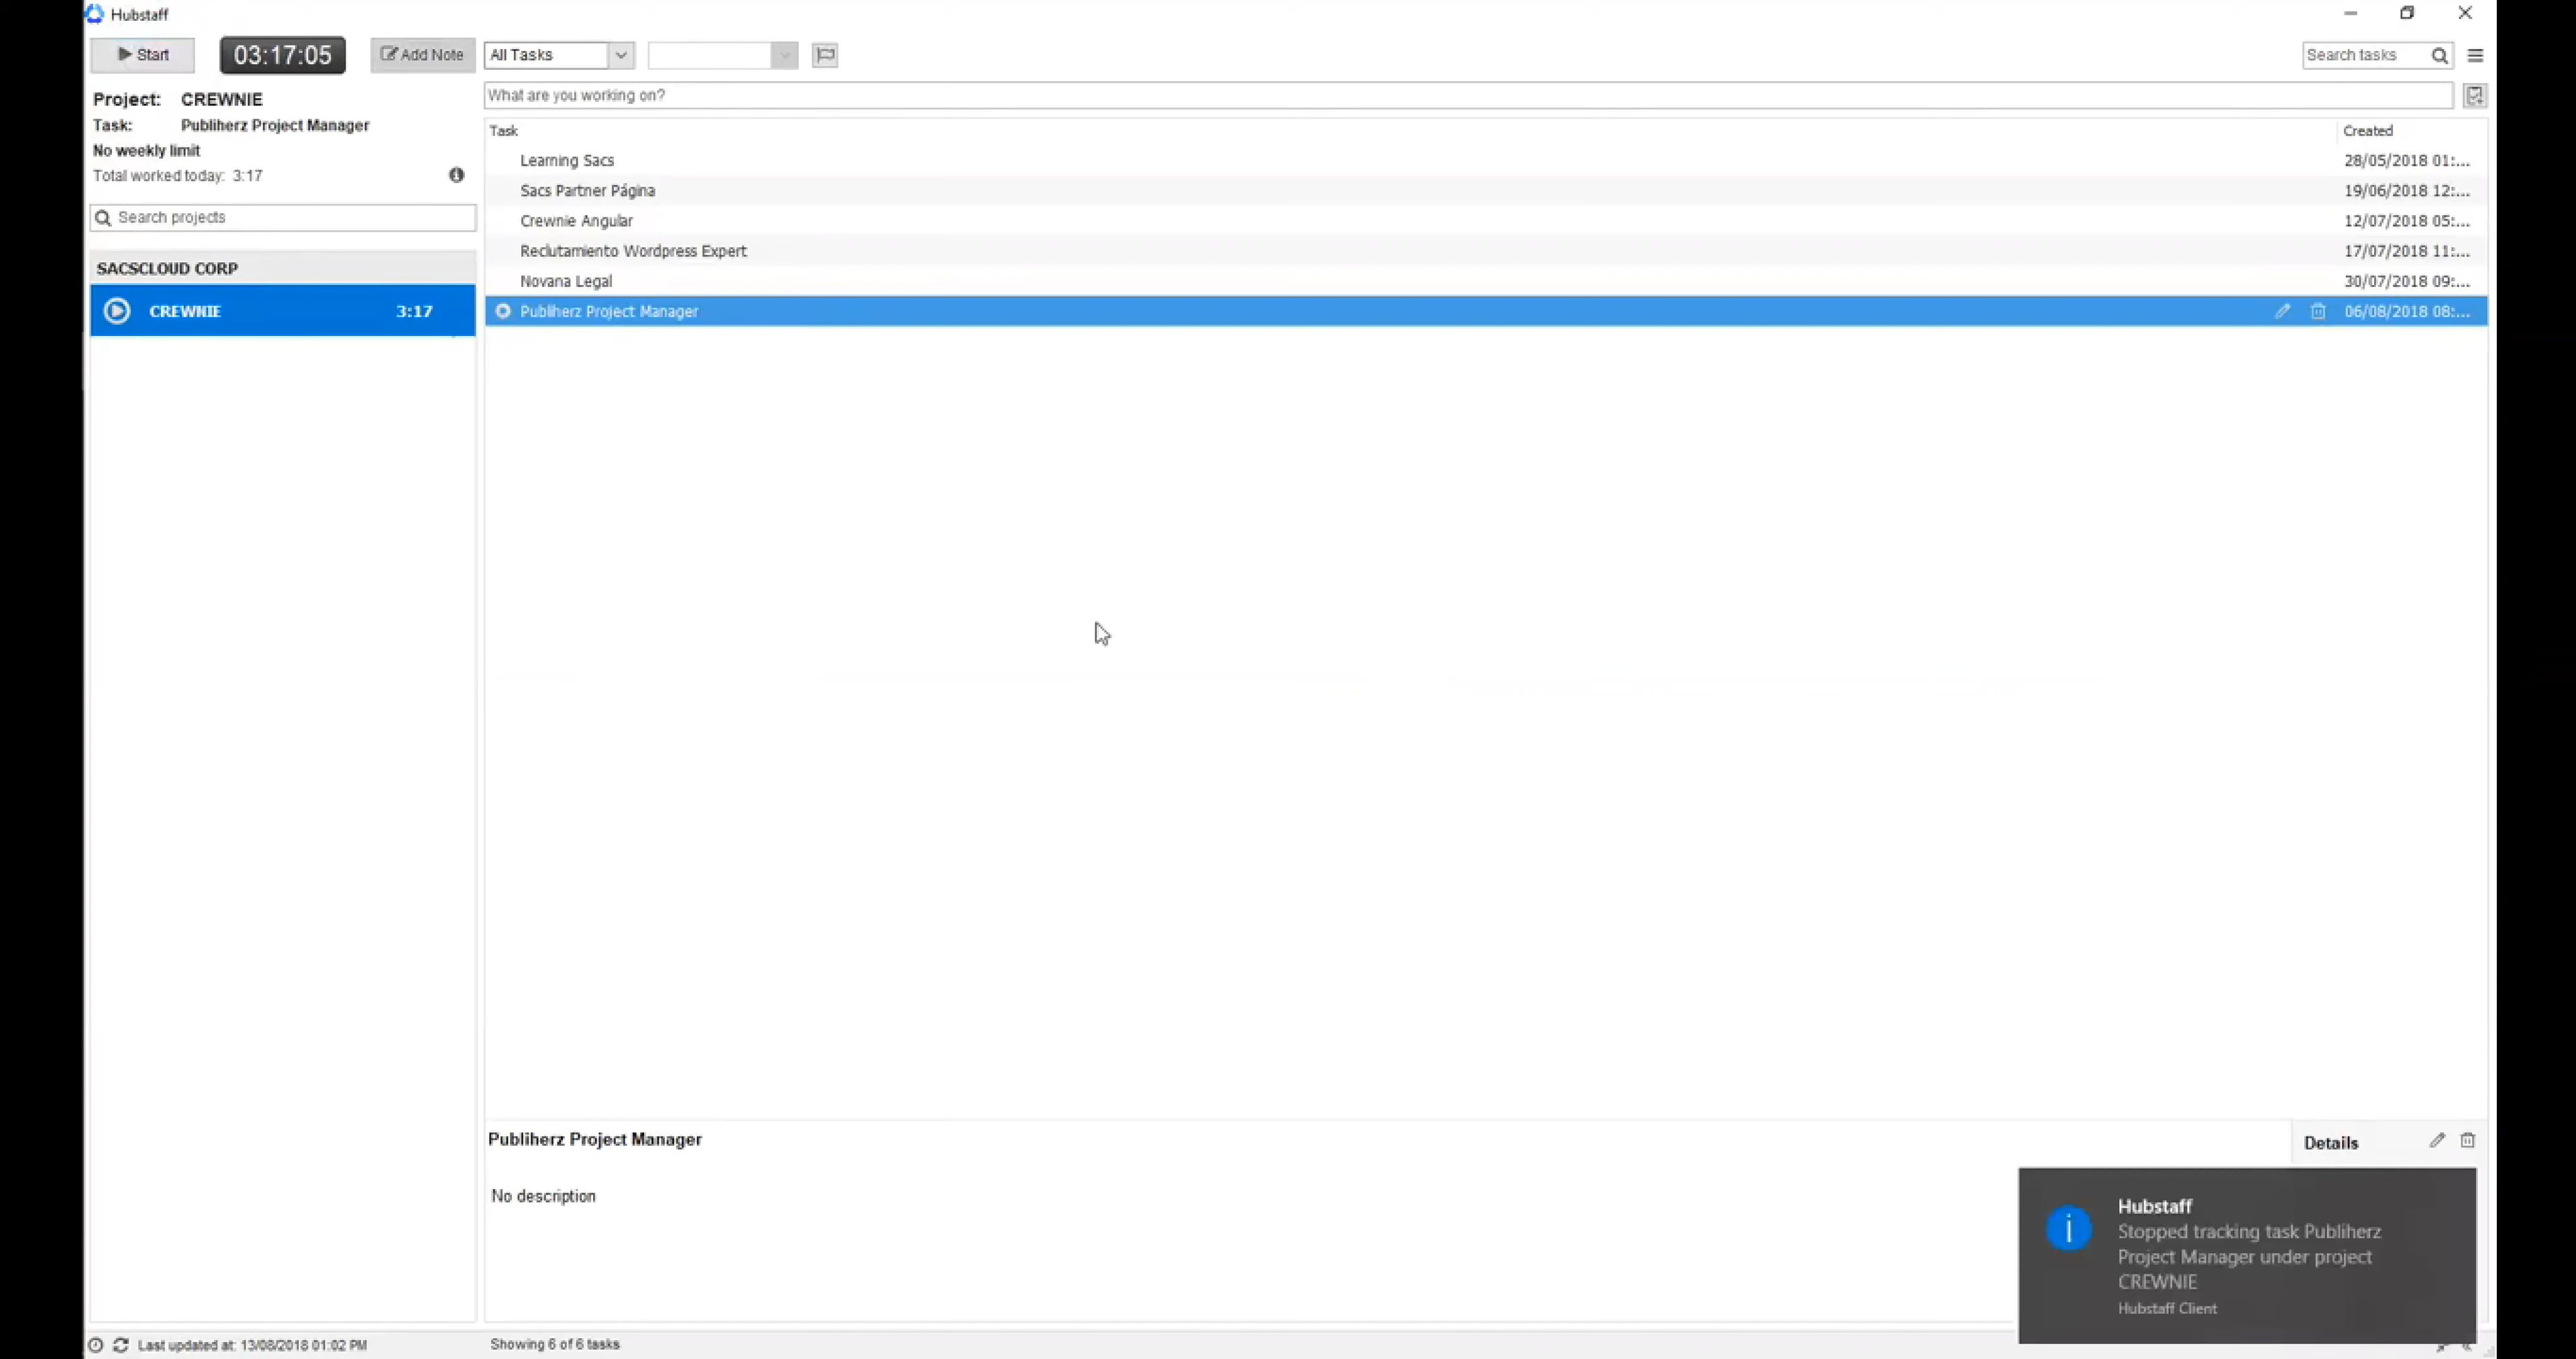 Hubstaff
Start
03:17:05
Add Note
All Tasks
Search tasks
Project: CREWNIE
Task: Publiherz Project Manager
No weekly limit
Total worked today: 3:17
Search projects
SACSCLOUD CORP
CREWNIE 3:17
What are you working on?
Task Created
Learning Sacs 28/05/2018 01:...
Sacs Partner Página 19/06/2018 12:...
Crewnie Angular 12/07/2018 05:...
Reclutamiento Wordpress Expert 17/07/2018 11:...
Novana Legal 30/07/2018 09:...
Publiherz Project Manager 06/08/2018 08:...
Publiherz Project Manager
Details
No description
Hubstaff
Stopped tracking task Publiherz
Project Manager under project
CREWNIE
Hubstaff Client
Last updated at: 13/08/2018 01:02 PM
Showing 6 of 6 tasks